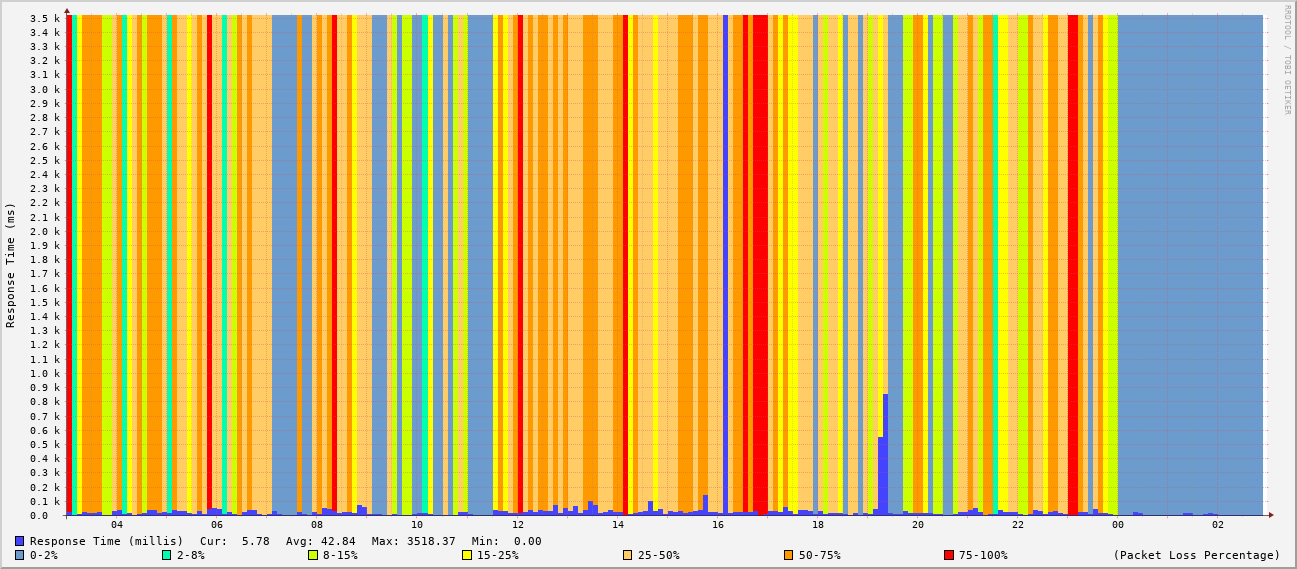 3.5 k
3.4 k
3.3 k
3.2 k
3.1 k
3.0 k
2.9 k
2.8 k
2.7 k
2.6 k
2.5 k
2.4 k
2.3 k
2.2 k
2.1 k
2.0 k
1.9 k
1.8 k
1.7 k
1.6 k
1.5 k
1.4 k
1.3 k
1.2 k
1.1 k
1.0 k
0.9 k
0.8 k
0.7 k
0.6 k
0.5 k
0.4 k
0.3 k
0.2 k
0.1 k
0.0
Response Time (ms)
RRDTOOL / TOBI OETIKER
04 06 08 10 12 14 16 18 20 22 00 02
Response Time (millis) Cur: 5.78 Avg: 42.84 Max: 3518.37 Min: 0.00
0-2% 2-8% 8-15% 15-25% 25-50% 50-75% 75-100% (Packet Loss Percentage)